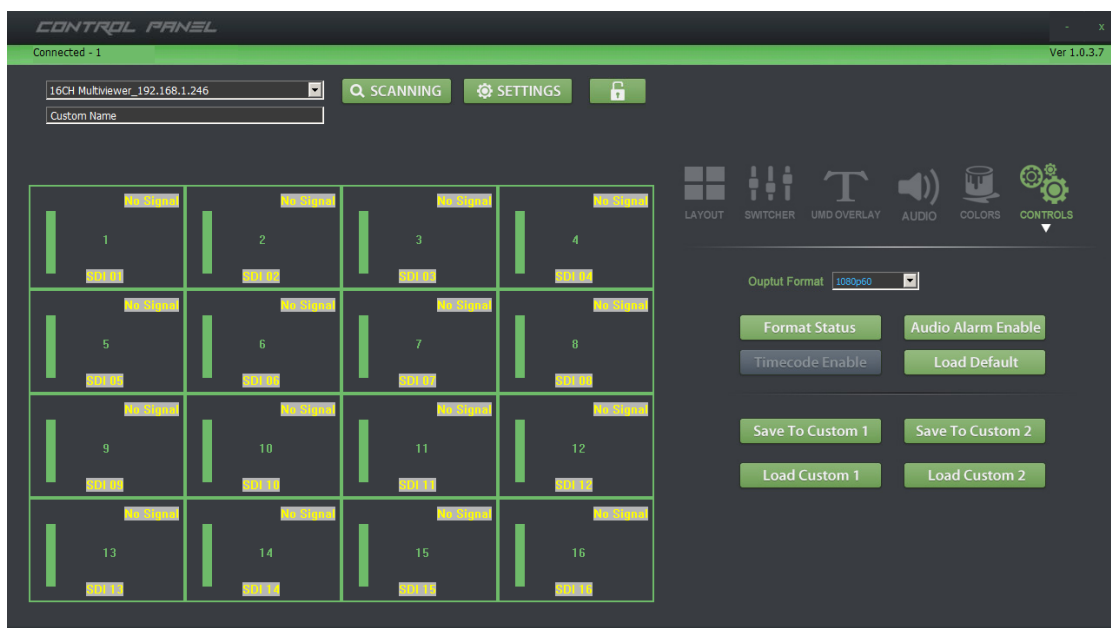 CONTROL PANEL
- x
Connected - 1
Ver 1.0.3.7
16CH Multiviewer_192.168.1.246
SCANNING
SETTINGS
Custom Name
LAYOUT
SWITCHER
UMD OVERLAY
AUDIO
COLORS
CONTROLS
No Signal
1
SDI 01
No Signal
2
SDI 02
No Signal
3
SDI 03
No Signal
4
SDI 04
No Signal
5
SDI 05
No Signal
6
SDI 06
No Signal
7
SDI 07
No Signal
8
SDI 08
No Signal
9
SDI 09
No Signal
10
SDI 10
No Signal
11
SDI 11
No Signal
12
SDI 12
No Signal
13
SDI 13
No Signal
14
SDI 14
No Signal
15
SDI 15
No Signal
16
SDI 16
Ouptut Format 1080p60
Format Status
Audio Alarm Enable
Timecode Enable
Load Default
Save To Custom 1
Save To Custom 2
Load Custom 1
Load Custom 2